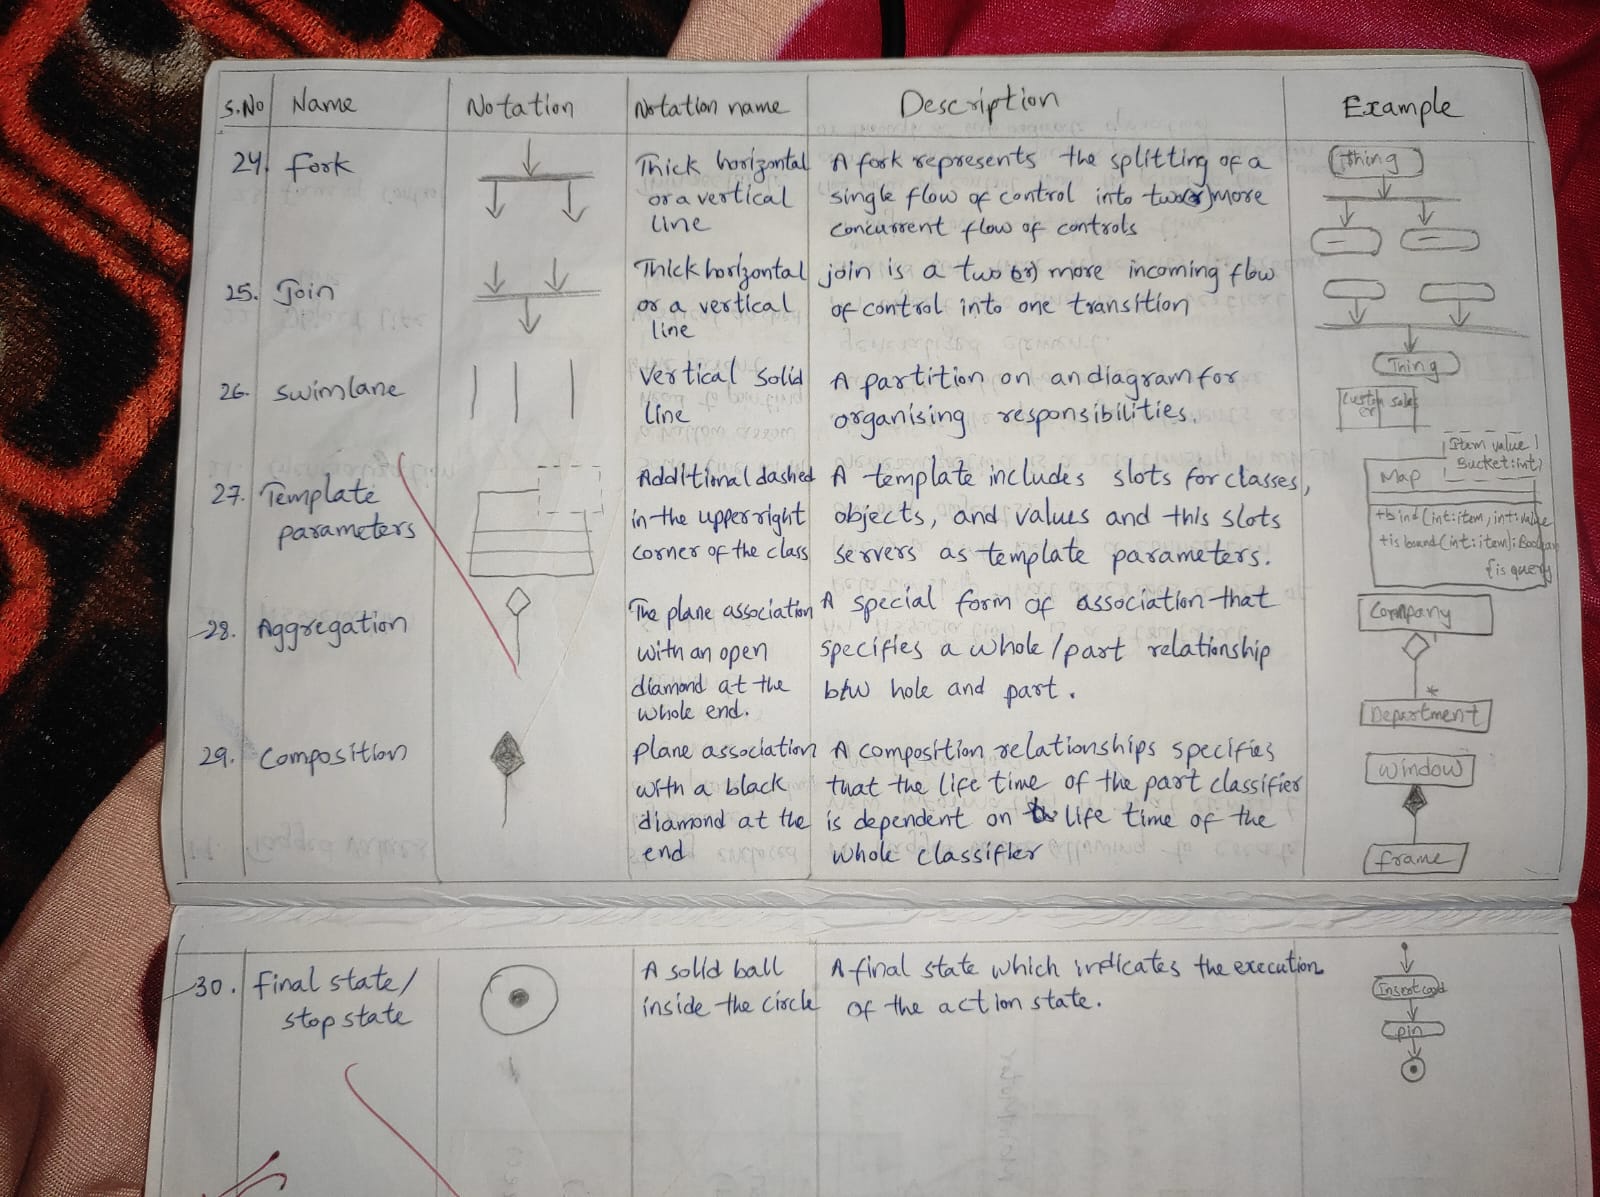 S.No Name Notation Notation name Description Example
24. fork
Thick horizontal
or a vertical
line
A fork represents the splitting of a
single flow of control into two(or)more
concurrent flow of controls
thing
25. Join
Thick horizontal
or a vertical
line
join is a two (or) more incoming flow
of control into one transition
Thing
26. swimlane
Vertical solid
line
A partition on an diagram for
organising responsibilities.
Custom sales
er
27. Template
parameters
Additional dashed
in the upper right
corner of the class
A template includes slots for classes,
objects, and values and this slots
servers as template parameters.
Item value
Bucket:int
Map
+bind(int:item, int:value
+is bound(int:item):Boolean
{is query
28. Aggregation
The plane association
with an open
diamond at the
whole end.
A special form of association that
specifies a whole/part relationship
b/w hole and part.
Company
*
Department
29. Composition
plane association
with a black
diamond at the
end
A composition relationships specifies
that the life time of the part classifier
is dependent on life time of the
whole classifier
window
frame
30. final state/
stop state
A solid ball
inside the circle
A final state which indicates the execution
of the action state.
Insert card
pin